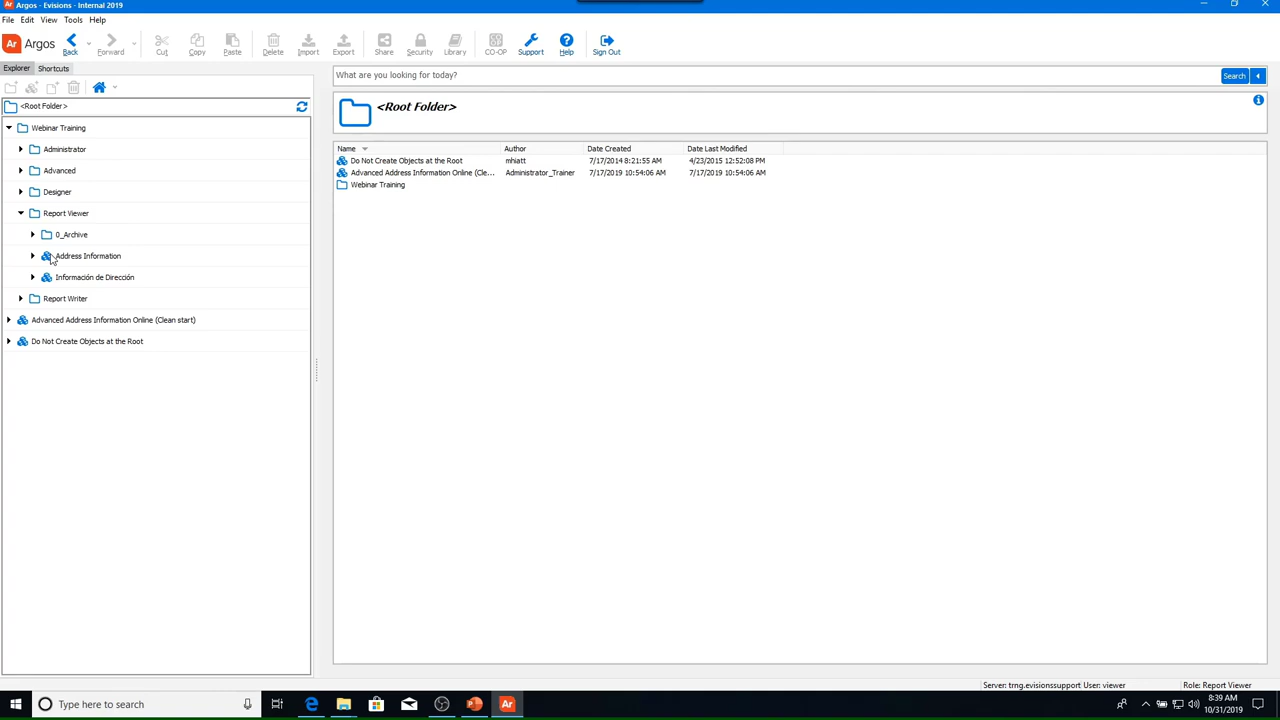 Argos - Evisions - Internal 2019
File Edit View Tools Help
Ar Argos Back Forward Cut Copy Paste Delete Import Export Share Security Library CO-OP Support Help Sign Out
Explorer Shortcuts
What are you looking for today? Search
<Root Folder>
<Root Folder>
Webinar Training
Administrator
Advanced
Designer
Report Viewer
0_Archive
Address Information
Información de Dirección
Report Writer
Advanced Address Information Online (Clean start)
Do Not Create Objects at the Root
Name Author Date Created Date Last Modified
Do Not Create Objects at the Root mhiatt 7/17/2014 8:21:55 AM 4/23/2015 12:52:08 PM
Advanced Address Information Online (Cle... Administrator_Trainer 7/17/2019 10:54:06 AM 7/17/2019 10:54:06 AM
Webinar Training
Server: trng.evisionssupport User: viewer Role: Report Viewer
Type here to search
8:39 AM
10/31/2019